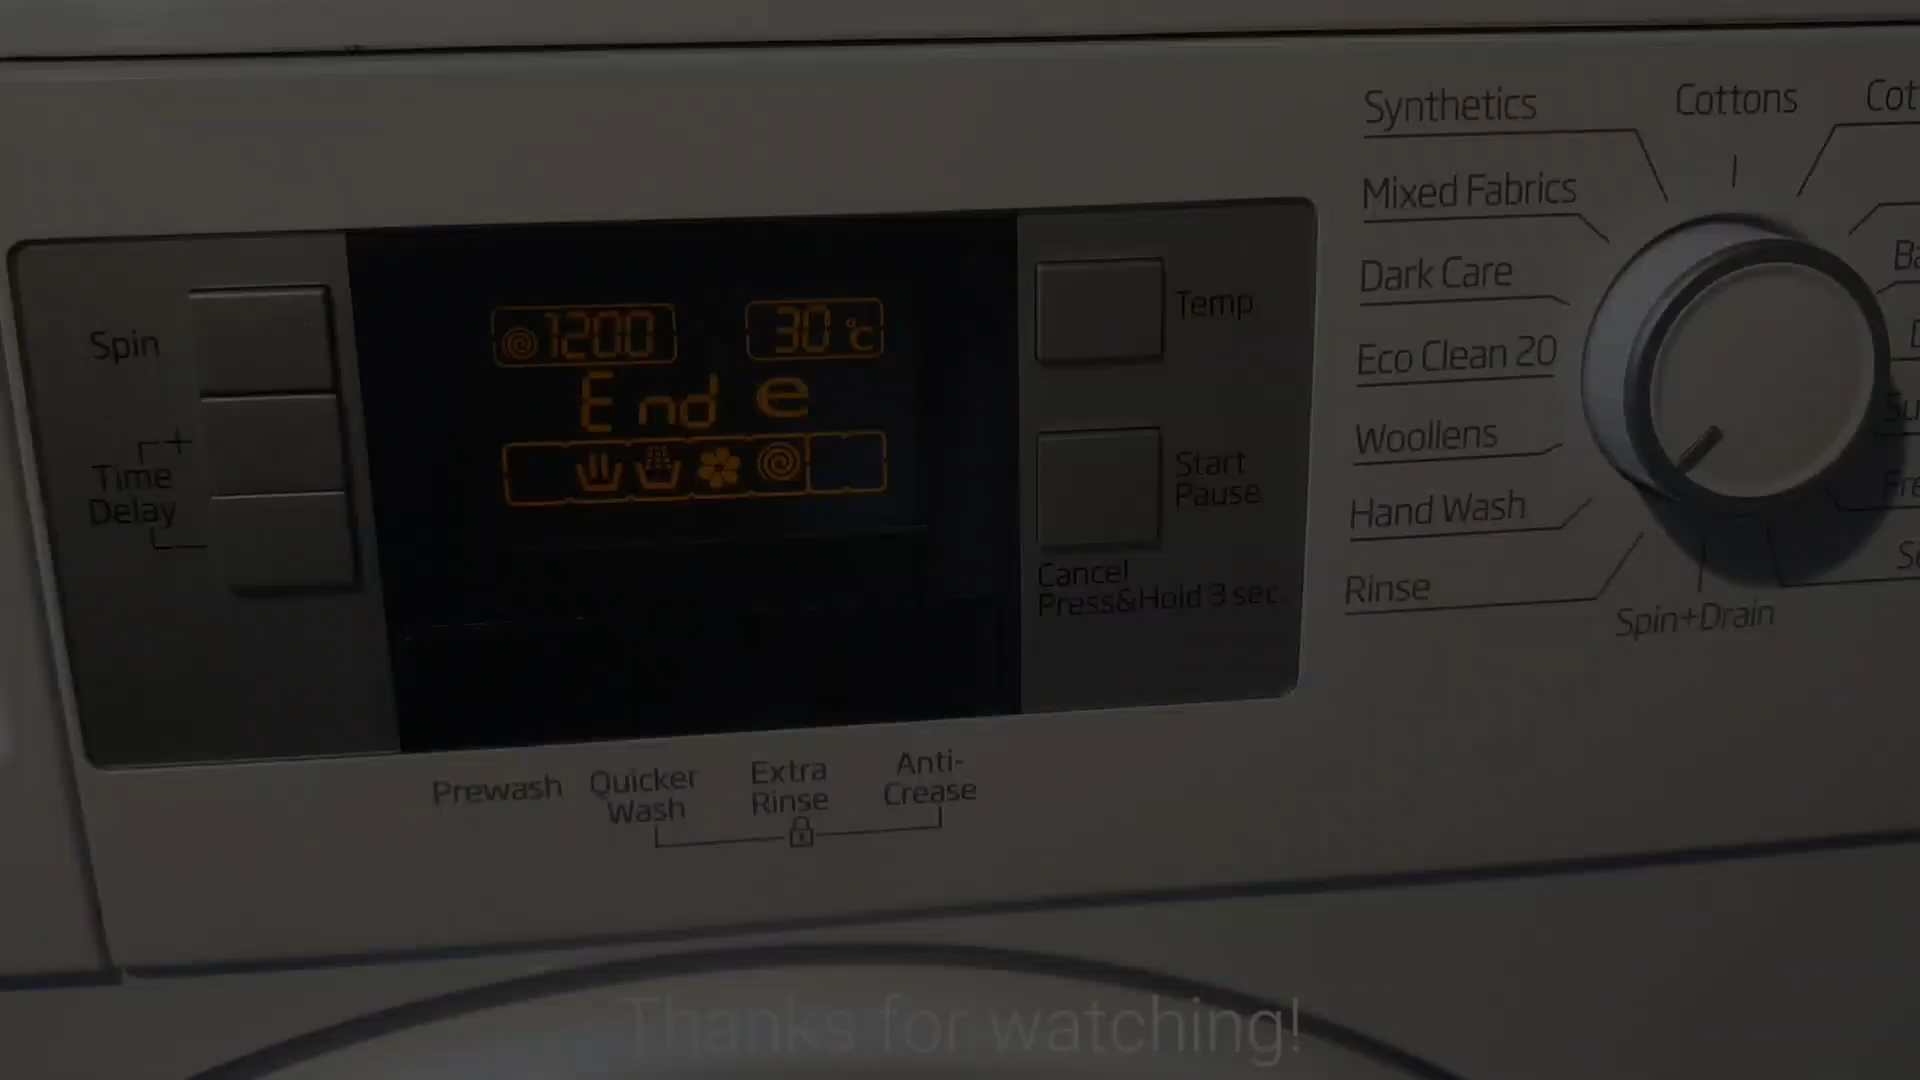 Synthetics
Cottons
Mixed Fabrics
Dark Care
Eco Clean 20
Woollens
Hand Wash
Rinse
Spin+Drain
Spin
+
Time
Delay
-
1200
30 °C
End e
Temp
Start
Pause
Cancel
Press&Hold 3 sec.
Prewash
Quicker
Wash
Extra
Rinse
Anti-
Crease
Thanks for watching!